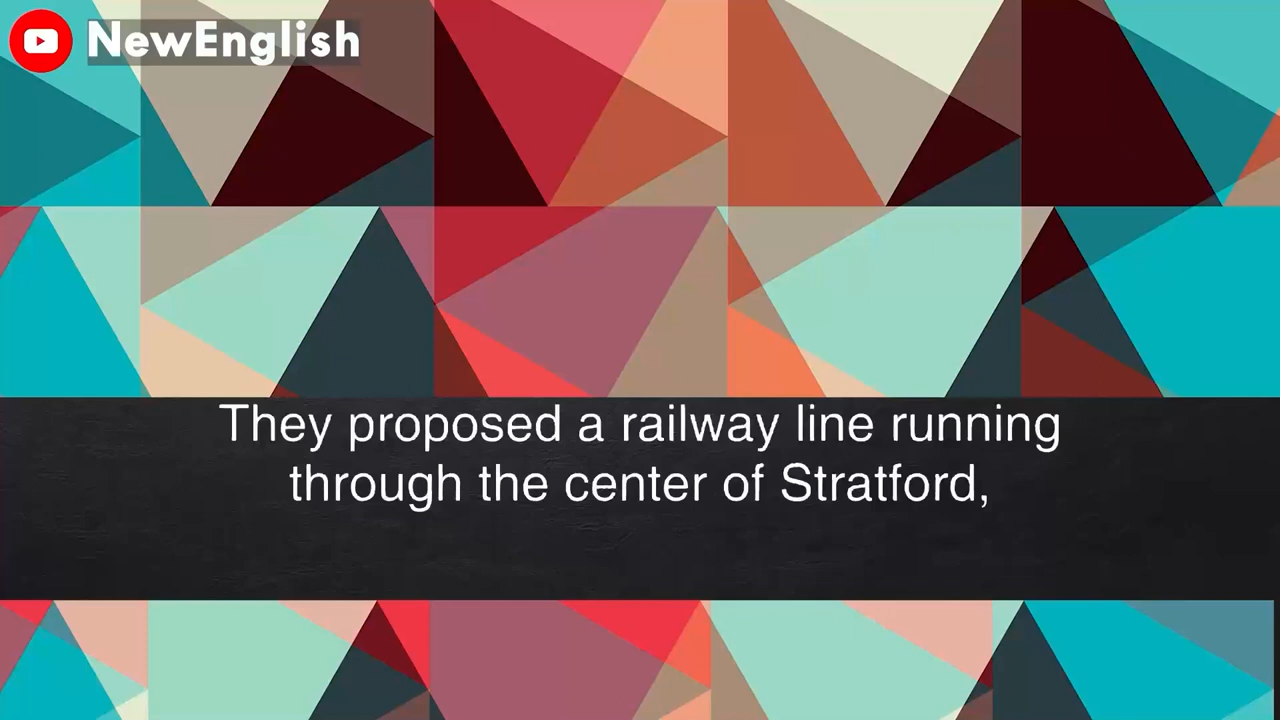 NewEnglish
They proposed a railway line running
through the center of Stratford,